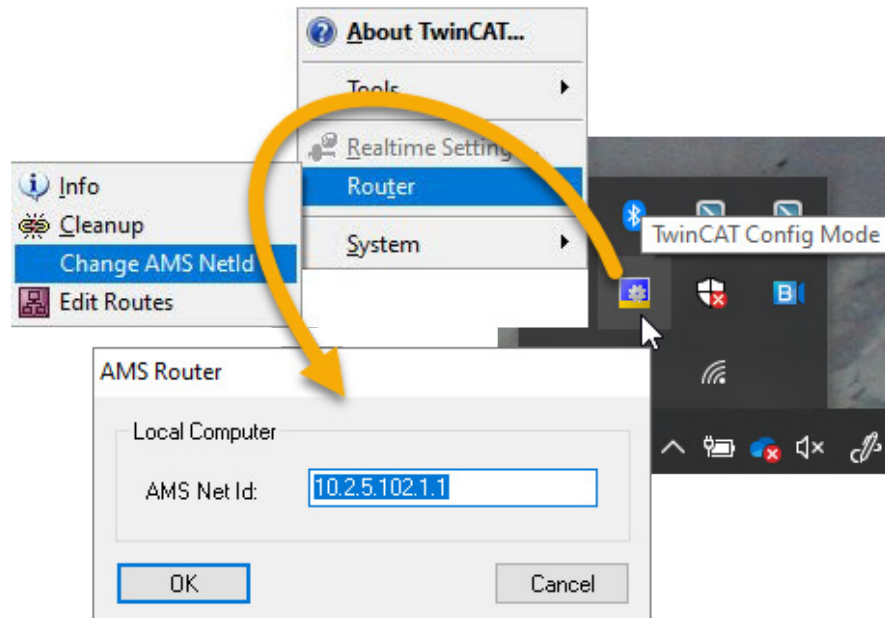 About TwinCAT...
Tools
Realtime Setting
Router
System
Info
Cleanup
Change AMS NetId
Edit Routes
TwinCAT Config Mode
B
AMS Router
Local Computer
AMS Net Id:
10.2.5.102.1.1
OK
Cancel